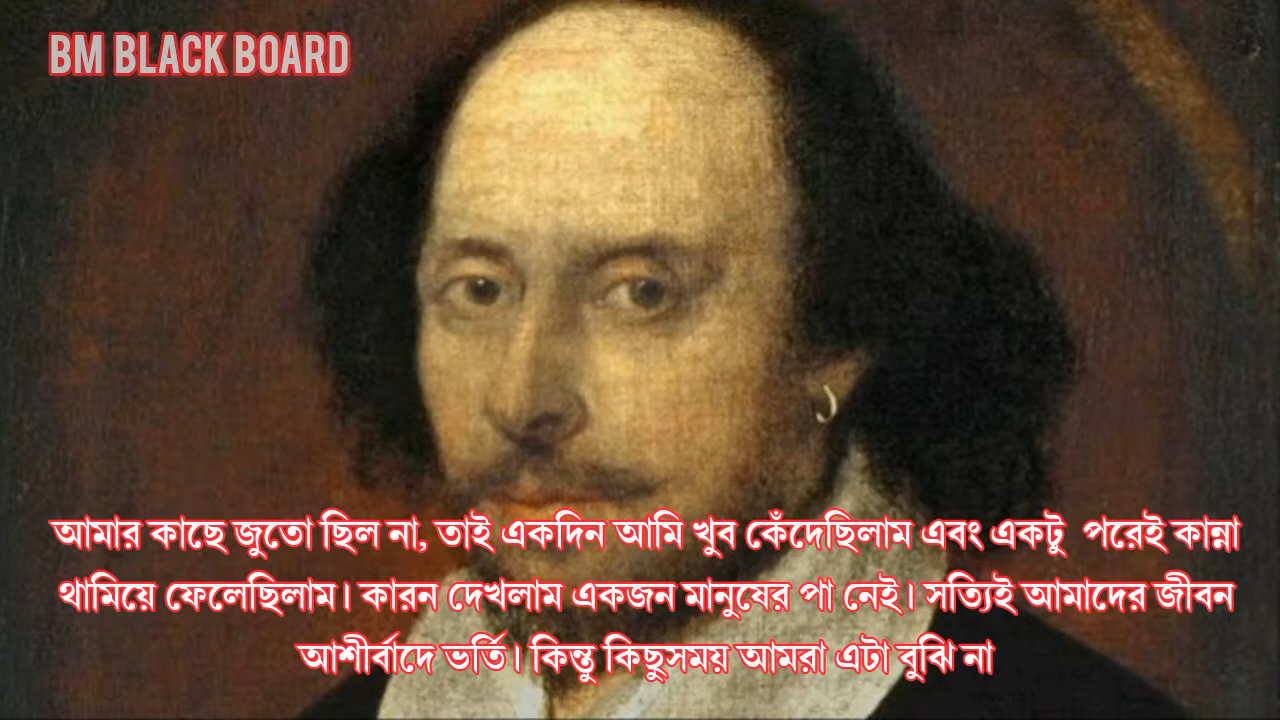 BM BLACK BOARD
আমার কাছে জুতো ছিল না, তাই একদিন আমি খুব কেঁদেছিলাম এবং একটু পরেই কান্না
থামিয়ে ফেলেছিলাম। কারন দেখলাম একজন মানুষের পা নেই। সত্যিই আমাদের জীবন
আশীর্বাদে ভর্তি। কিন্তু কিছুসময় আমরা এটা বুঝি না